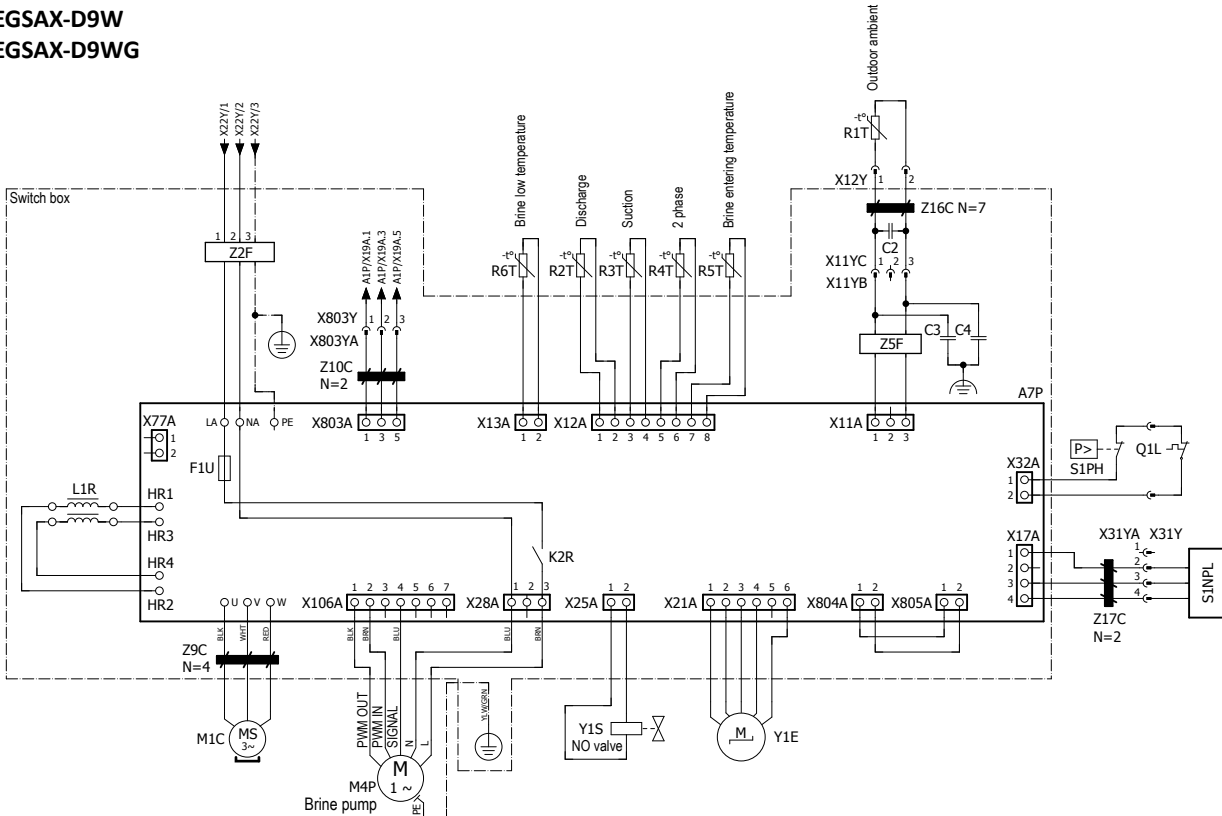 EGSAX-D9W
EGSAX-D9WG
Outdoor ambient
X22Y/1
X22Y/2
X22Y/3
-t°
R1T
Brine low temperature
Discharge
Suction
2 phase
Brine entering temperature
X12Y 1 2
Switch box
Z16C N=7
A1P/X19A.1
A1P/X19A.3
A1P/X19A.5
1 2 3
Z2F
C2
-t° -t° -t° -t° -t°
R6T R2T R3T R4T R5T
X11YC 1 2 3
X11YB
X803Y 1 2 3
X803YA
C3 C4
Z5F
Z10C
N=2
A7P
X77A
1
2
LA NA PE
X803A
1 3 5
X13A
1 2
X12A
1 2 3 4 5 6 7 8
X11A
1 2 3
P>
S1PH
Q1L
F1U
X32A
1
2
L1R
HR1
HR3
X17A
1
2
3
4
X31YA X31Y
1
2
3
4
S1NPL
K2R
HR4
HR2
Z17C
N=2
U V W
X106A
1 2 3 4 5 6 7
X28A
1 2 3
X25A
1 2
X21A
1 2 3 4 5 6
X804A
1 2
X805A
1 2
BLK
WHT
RED
BLK
BRN
BLU
BLU
BRN
Z9C
N=4
YLW/GRN
PWM OUT
PWM IN
SIGNAL
N
L
M1C
MS
3~
Y1S
NO valve
M
Y1E
M4P
M
1 ~
Brine pump
PE